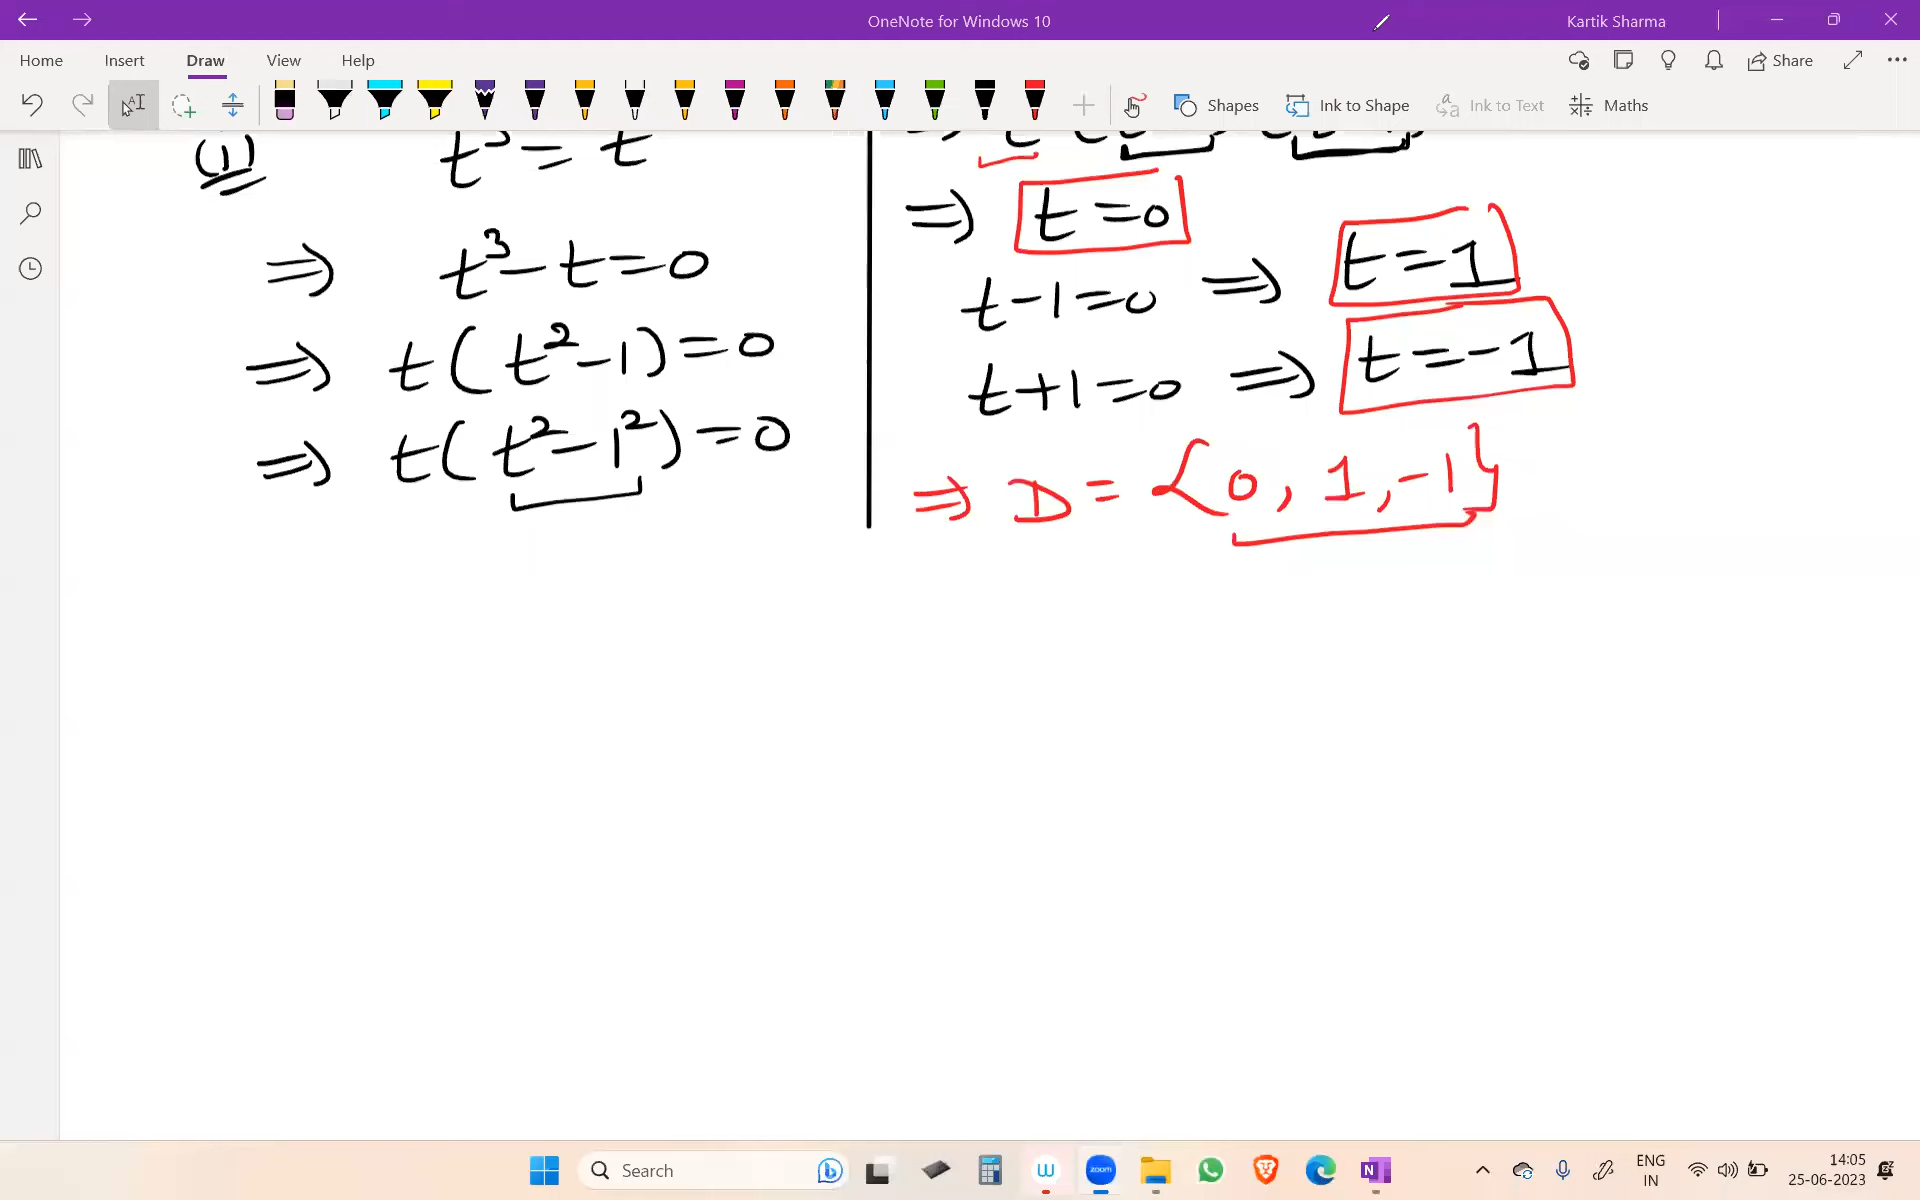 OneNote for Windows 10
Kartik Sharma
Home Insert Draw View Help
Share
Shapes Ink to Shape Ink to Text Maths
(1) t³ = t
⇒ t³ - t = 0
⇒ t(t² - 1) = 0
⇒ t(t² - 1²) = 0
⇒ t = 0
t - 1 = 0 ⇒ t = 1
t + 1 = 0 ⇒ t = -1
⇒ D = {0, 1, -1}
Search
zoom
ENG
IN
14:05
25-06-2023